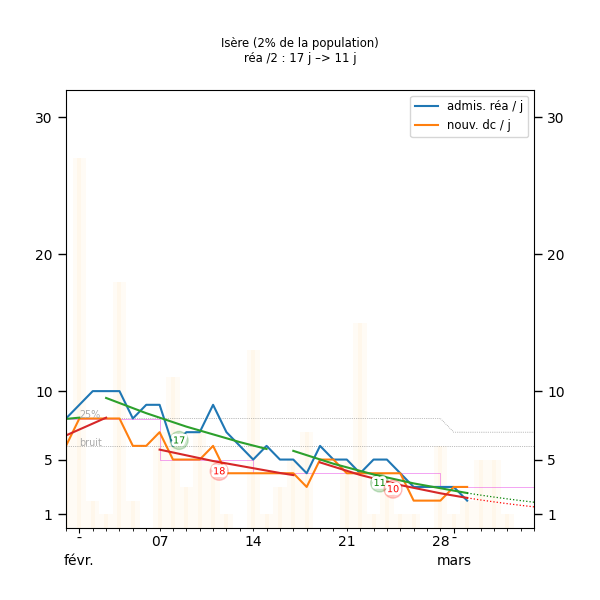 Isère (2% de la population)
réa /2 : 17 j –> 11 j
admis. réa / j
nouv. dc / j
30
30
20
20
10
10
25%
bruit
17
18
11
10
5
5
1
1
07
14
21
28
févr.
mars